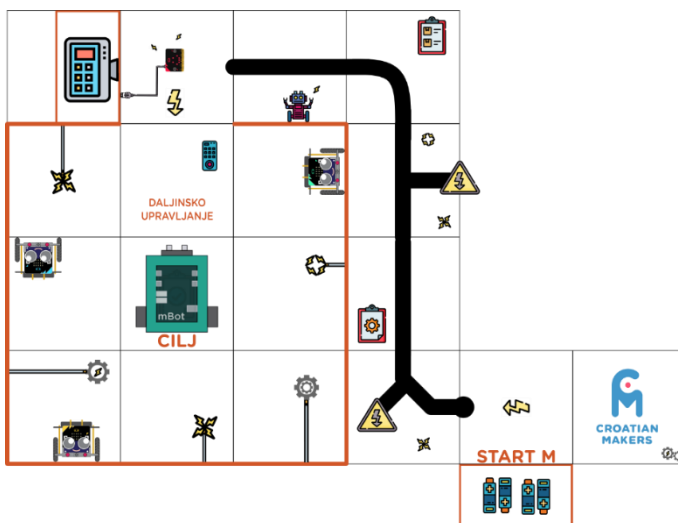 DALJINSKO
UPRAVLJANJE
mBot
CILJ
CROATIAN
MAKERS
START M